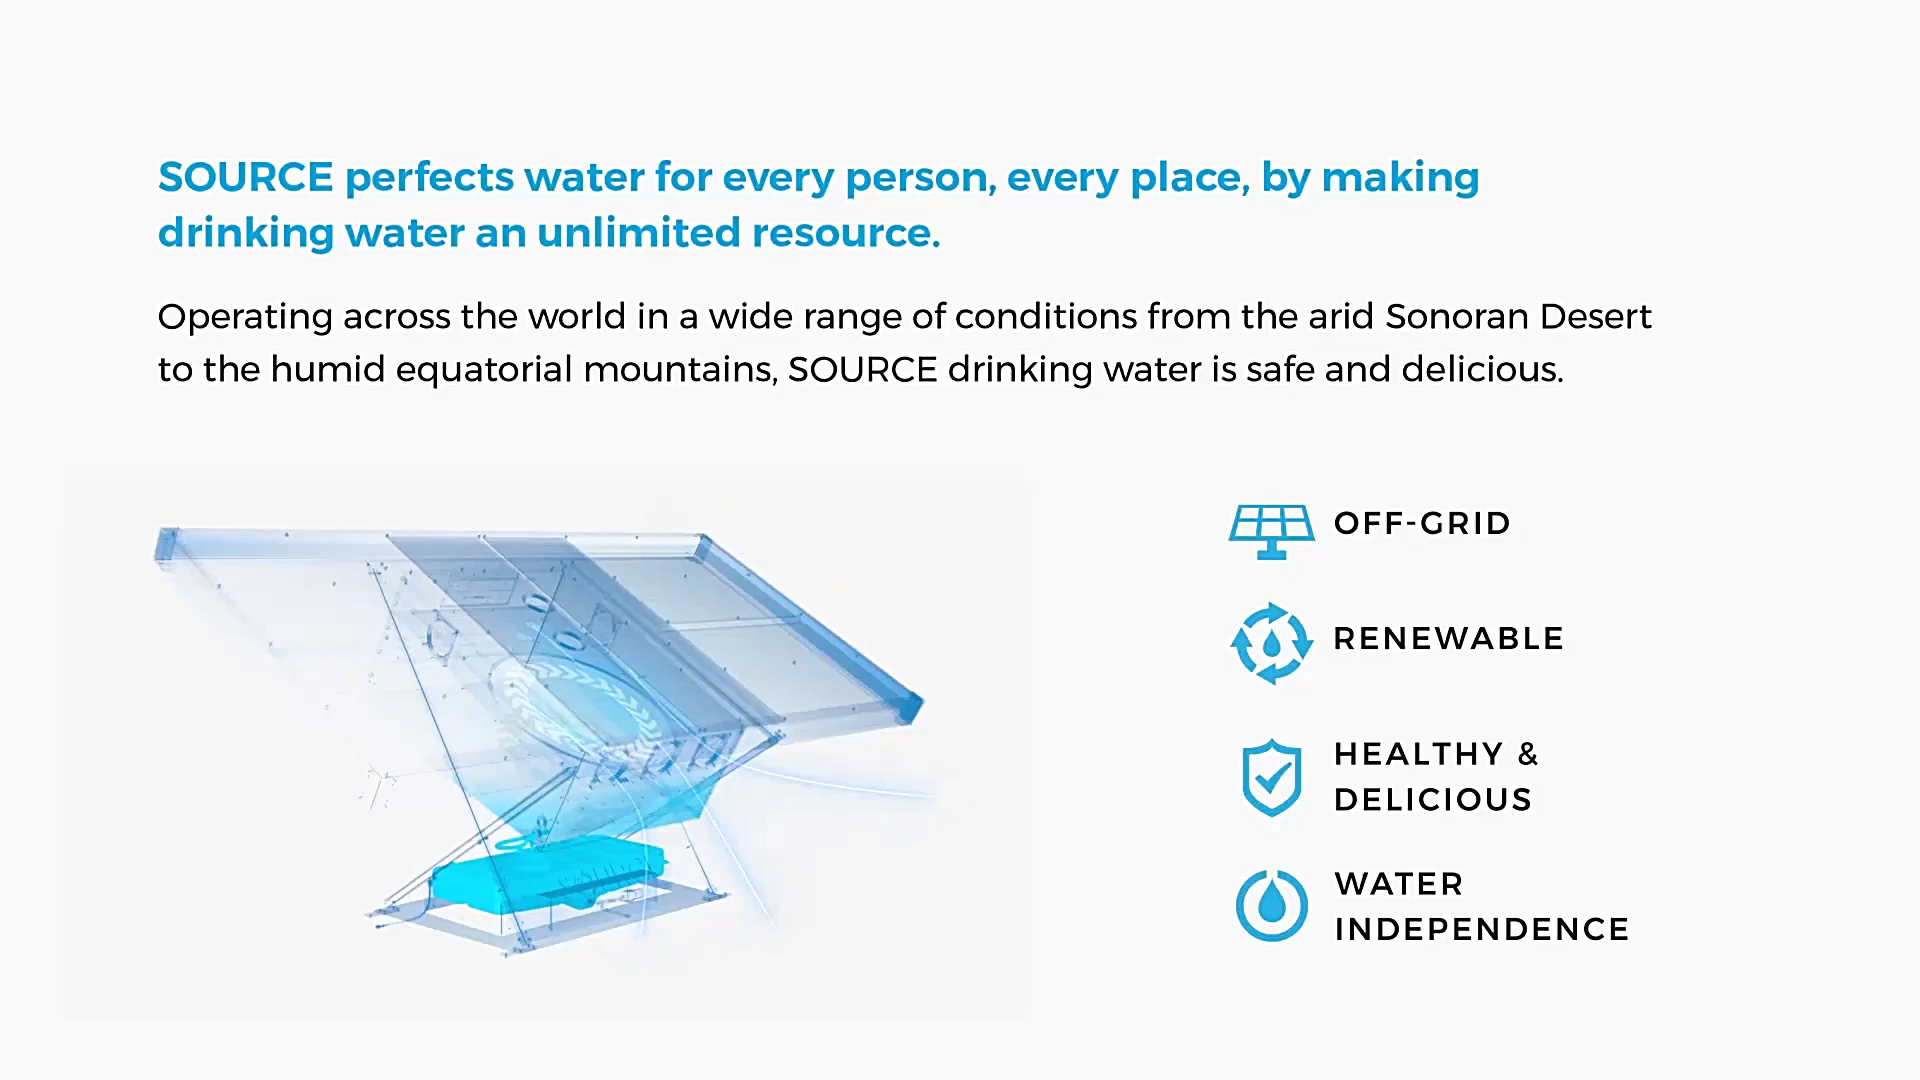 SOURCE perfects water for every person, every place, by making
drinking water an unlimited resource.
Operating across the world in a wide range of conditions from the arid Sonoran Desert
to the humid equatorial mountains, SOURCE drinking water is safe and delicious.
OFF-GRID
RENEWABLE
HEALTHY &
DELICIOUS
WATER
INDEPENDENCE